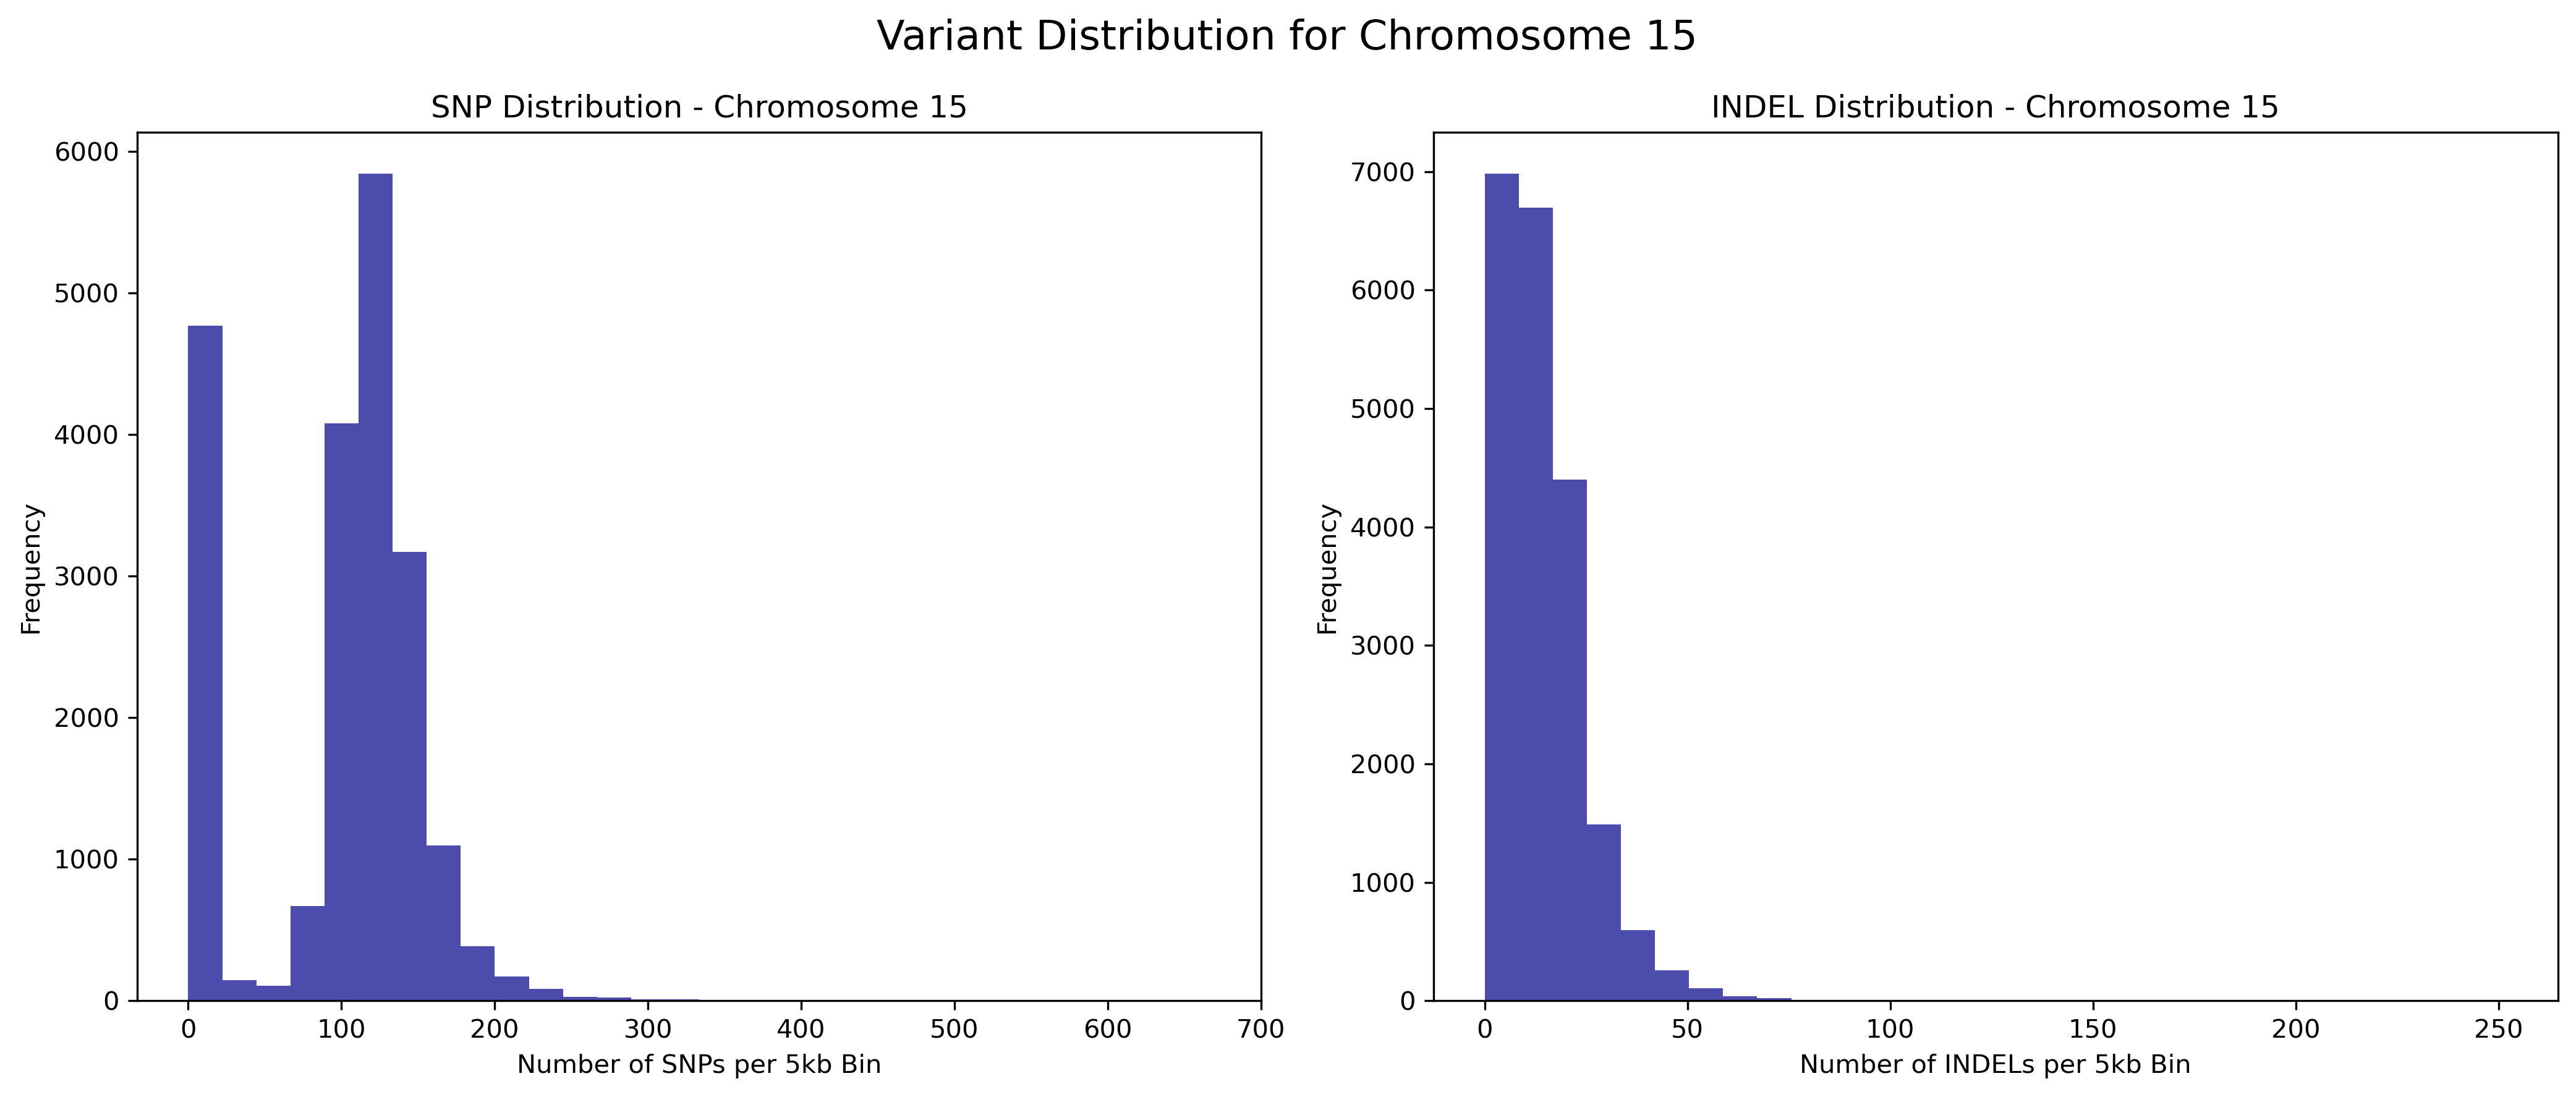 Variant Distribution for Chromosome 15
SNP Distribution - Chromosome 15
6000
5000
4000
3000
2000
1000
0
Frequency
0 100 200 300 400 500 600 700
Number of SNPs per 5kb Bin
INDEL Distribution - Chromosome 15
7000
6000
5000
4000
3000
2000
1000
0
Frequency
0 50 100 150 200 250
Number of INDELs per 5kb Bin